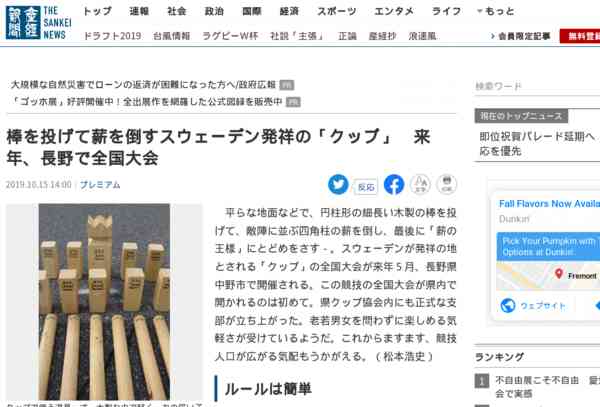 産経新聞
THE SANKEI NEWS
トップ 速報 社会 政治 国際 経済 スポーツ エンタメ ライフ もっと
ドラフト2019 台風情報 ラグビーW杯 社説「主張」 正論 産経抄 浪速風 会員限定記事 無料登録
大規模な自然災害でローンの返済が困難になった方へ/政府広報 PR
「ゴッホ展」好評開催中！全出展作を網羅した公式図録を販売中 PR
検索ワード
現在のトップニュース
即位祝賀パレード延期へ
応を優先
棒を投げて薪を倒すスウェーデン発祥の「クッブ」 来
年、長野で全国大会
2019.10.15 14:00 プレミアム
反応
文字
印刷
平らな地面などで、円柱形の細長い木製の棒を投
げて、敵陣に並ぶ四角柱の薪を倒し、最後に「薪の
王様」にとどめをさす－。スウェーデンが発祥の地
とされる「クッブ」の全国大会が来年５月、長野県
中野市で開催される。この競技の全国大会が県内で
開かれるのは初めて。県クッブ協会内にも正式な支
部が立ち上がった。老若男女を問わずに楽しめる気
軽さが受けているようだ。これからますます、競技
人口が広がる気配もうかがえる。（松本浩史）
ルールは簡単
Fall Flavors Now Availa
Dunkin'
Pick Your Pumpkin with
Options at Dunkin'.
Fremont
ウェブサイト
ランキング
1 不自由展こそ不自由 愛
会で実感